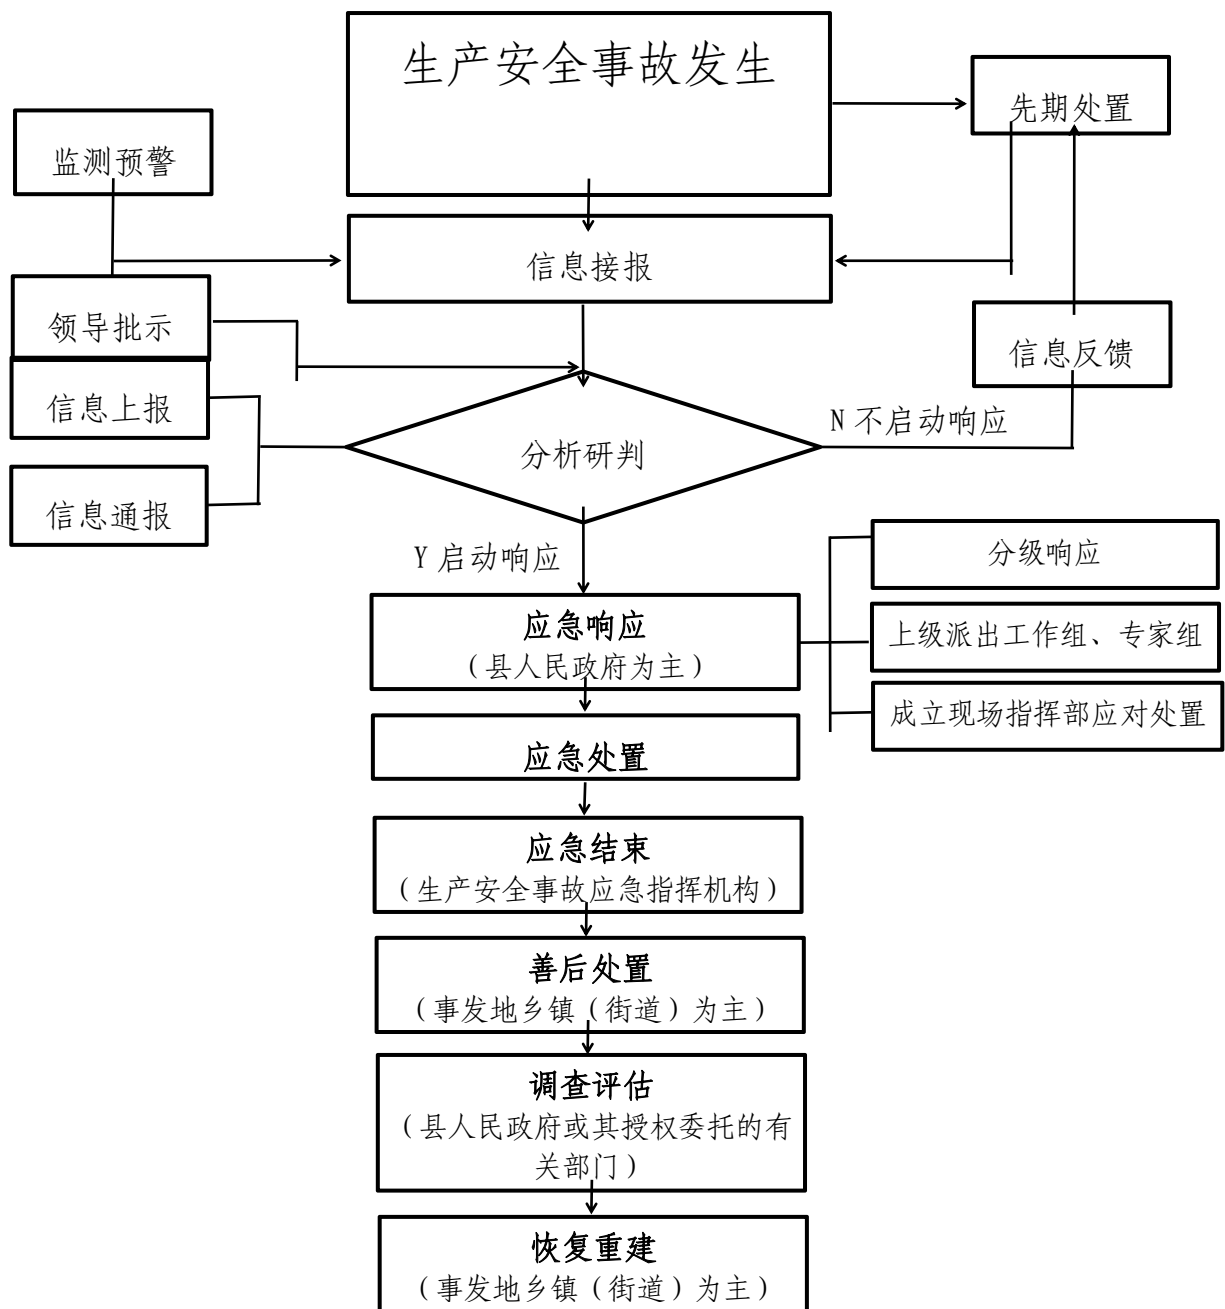 生产安全事故发生
先期处置
监测预警
信息接报
领导批示
信息反馈
信息上报
N 不启动响应
分析研判
信息通报
Y 启动响应
分级响应
应急响应
（县人民政府为主）
上级派出工作组、专家组
成立现场指挥部应对处置
应急处置
应急结束
（生产安全事故应急指挥机构）
善后处置
（事发地乡镇（街道）为主）
调查评估
（县人民政府或其授权委托的有
关部门）
恢复重建
（事发地乡镇（街道）为主）